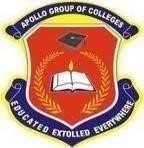 APOLLO GROUP OF COLLEGES
EDUCATED EXTOLLED EVERYWHERE